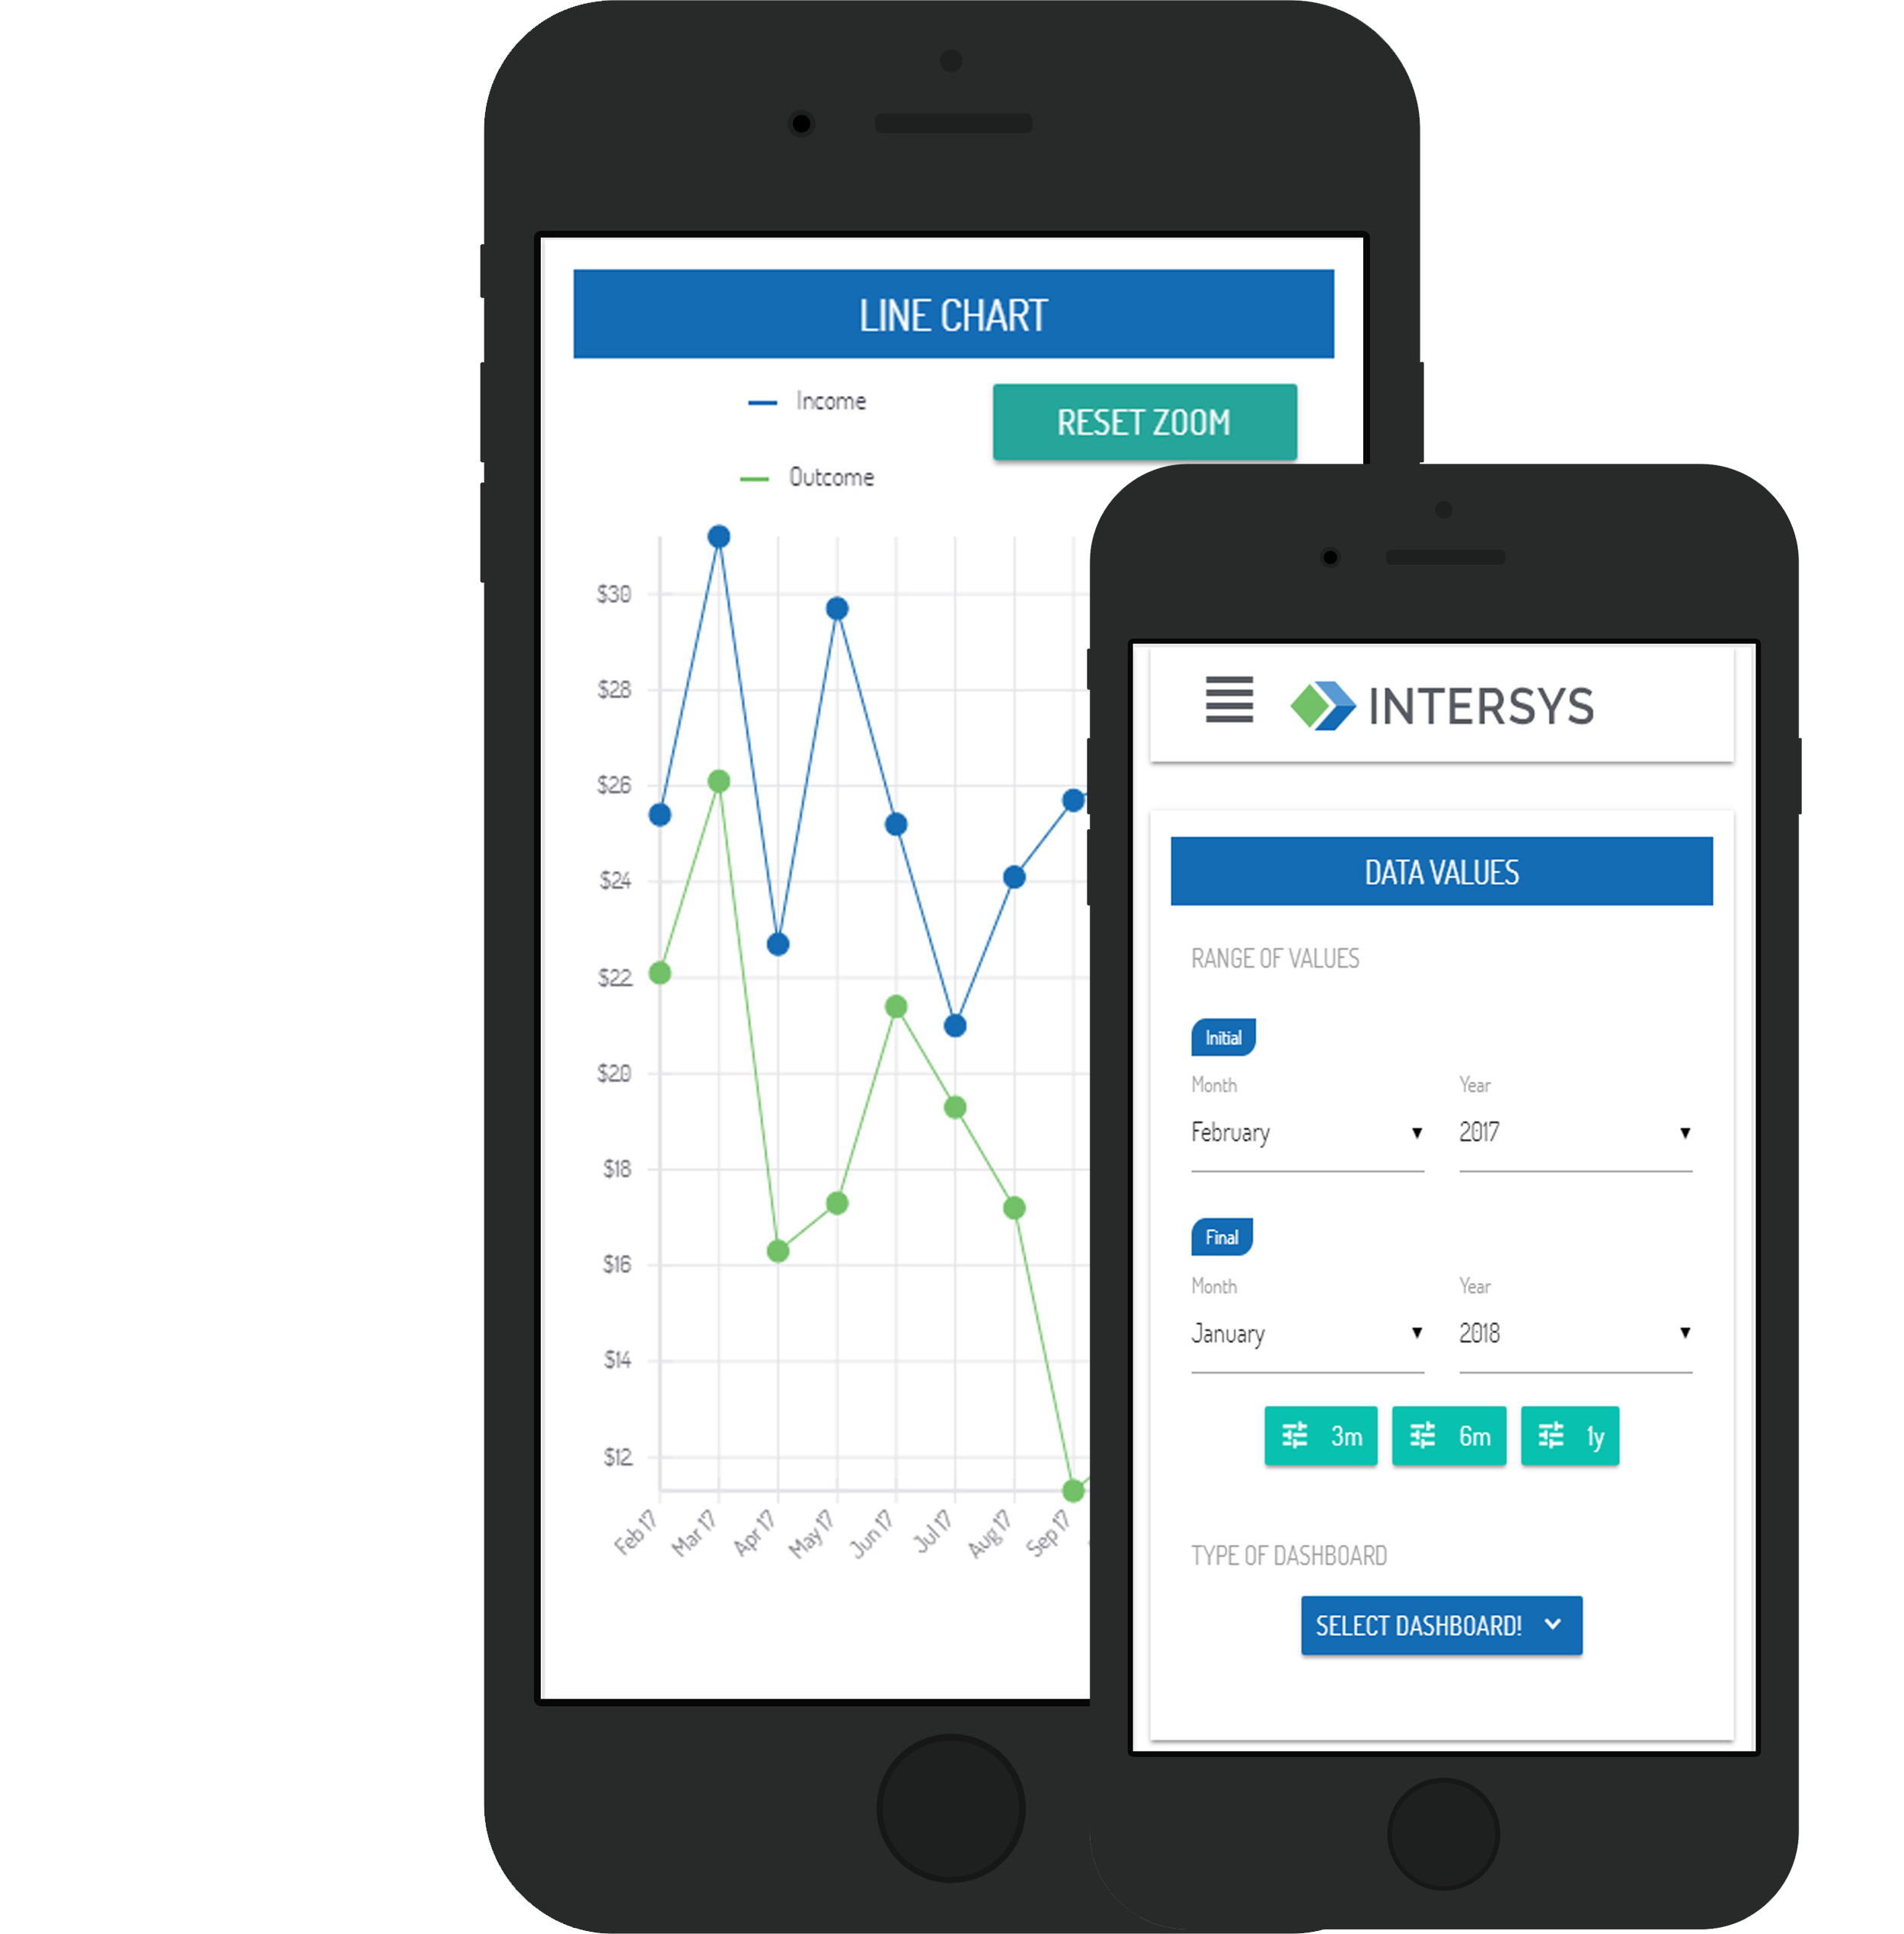 LINE CHART
Income
RESET ZOOM
Outcome
$30
$28
$26
$24
$22
$20
$18
$16
$14
$12
Feb 17
Mar 17
Apr 17
May 17
Jun 17
Jul 17
Aug 17
Sep 17
INTERSYS
DATA VALUES
RANGE OF VALUES
Initial
Month Year
February 2017
Final
Month Year
January 2018
3m 6m 1y
TYPE OF DASHBOARD
SELECT DASHBOARD!